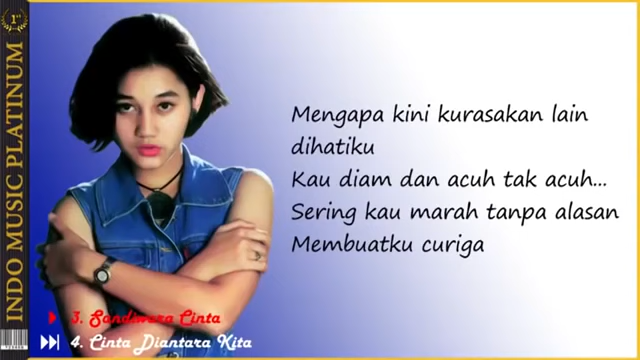 1st
INDO MUSIC PLATINUM
Mengapa kini kurasakan lain
dihatiku
Kau diam dan acuh tak acuh...
Sering kau marah tanpa alasan
Membuatku curiga
3. Sandiwara Cinta
4. Cinta Diantara Kita